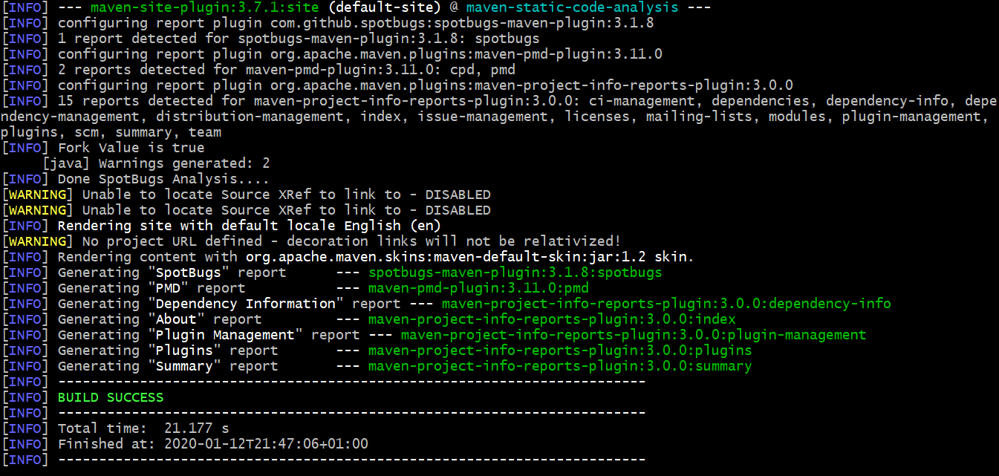 [INFO] --- maven-site-plugin:3.7.1:site (default-site) @ maven-static-code-analysis ---
[INFO] configuring report plugin com.github.spotbugs:spotbugs-maven-plugin:3.1.8
[INFO] 1 report detected for spotbugs-maven-plugin:3.1.8: spotbugs
[INFO] configuring report plugin org.apache.maven.plugins:maven-pmd-plugin:3.11.0
[INFO] 2 reports detected for maven-pmd-plugin:3.11.0: cpd, pmd
[INFO] configuring report plugin org.apache.maven.plugins:maven-project-info-reports-plugin:3.0.0
[INFO] 15 reports detected for maven-project-info-reports-plugin:3.0.0: ci-management, dependencies, dependency-info, depe
ndency-management, distribution-management, index, issue-management, licenses, mailing-lists, modules, plugin-management,
plugins, scm, summary, team
[INFO] Fork Value is true
     [java] Warnings generated: 2
[INFO] Done SpotBugs Analysis....
[WARNING] Unable to locate Source XRef to link to - DISABLED
[WARNING] Unable to locate Source XRef to link to - DISABLED
[INFO] Rendering site with default locale English (en)
[WARNING] No project URL defined - decoration links will not be relativized!
[INFO] Rendering content with org.apache.maven.skins:maven-default-skin:jar:1.2 skin.
[INFO] Generating "SpotBugs" report      --- spotbugs-maven-plugin:3.1.8:spotbugs
[INFO] Generating "PMD" report           --- maven-pmd-plugin:3.11.0:pmd
[INFO] Generating "Dependency Information" report --- maven-project-info-reports-plugin:3.0.0:dependency-info
[INFO] Generating "About" report         --- maven-project-info-reports-plugin:3.0.0:index
[INFO] Generating "Plugin Management" report --- maven-project-info-reports-plugin:3.0.0:plugin-management
[INFO] Generating "Plugins" report       --- maven-project-info-reports-plugin:3.0.0:plugins
[INFO] Generating "Summary" report       --- maven-project-info-reports-plugin:3.0.0:summary
[INFO] ------------------------------------------------------------------------
[INFO] BUILD SUCCESS
[INFO] ------------------------------------------------------------------------
[INFO] Total time:  21.177 s
[INFO] Finished at: 2020-01-12T21:47:06+01:00
[INFO] ------------------------------------------------------------------------